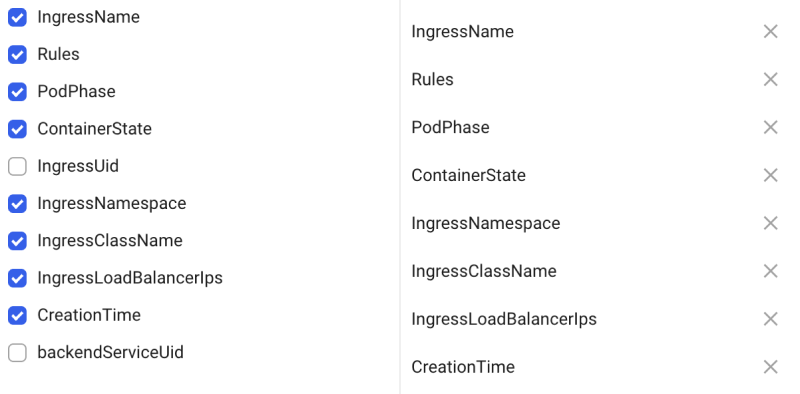 IngressName
Rules
PodPhase
ContainerState
IngressUid
IngressNamespace
IngressClassName
IngressLoadBalancerIps
CreationTime
backendServiceUid
IngressName
Rules
PodPhase
ContainerState
IngressNamespace
IngressClassName
IngressLoadBalancerIps
CreationTime